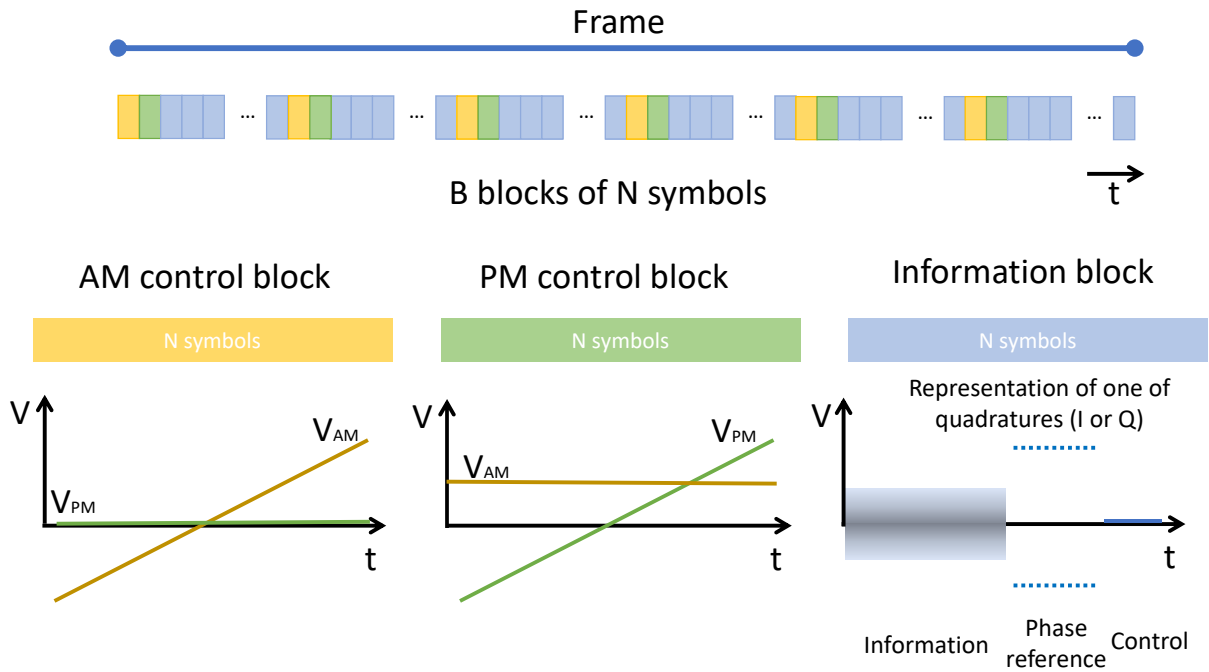 Frame
... ... ... ... ... ...
B blocks of N symbols
t
AM control block
PM control block
Information block
N symbols
N symbols
N symbols
V
VAM
VPM
t
V
VPM
VAM
t
Representation of one of
quadratures (I or Q)
V
t
Information
Phase
reference
Control